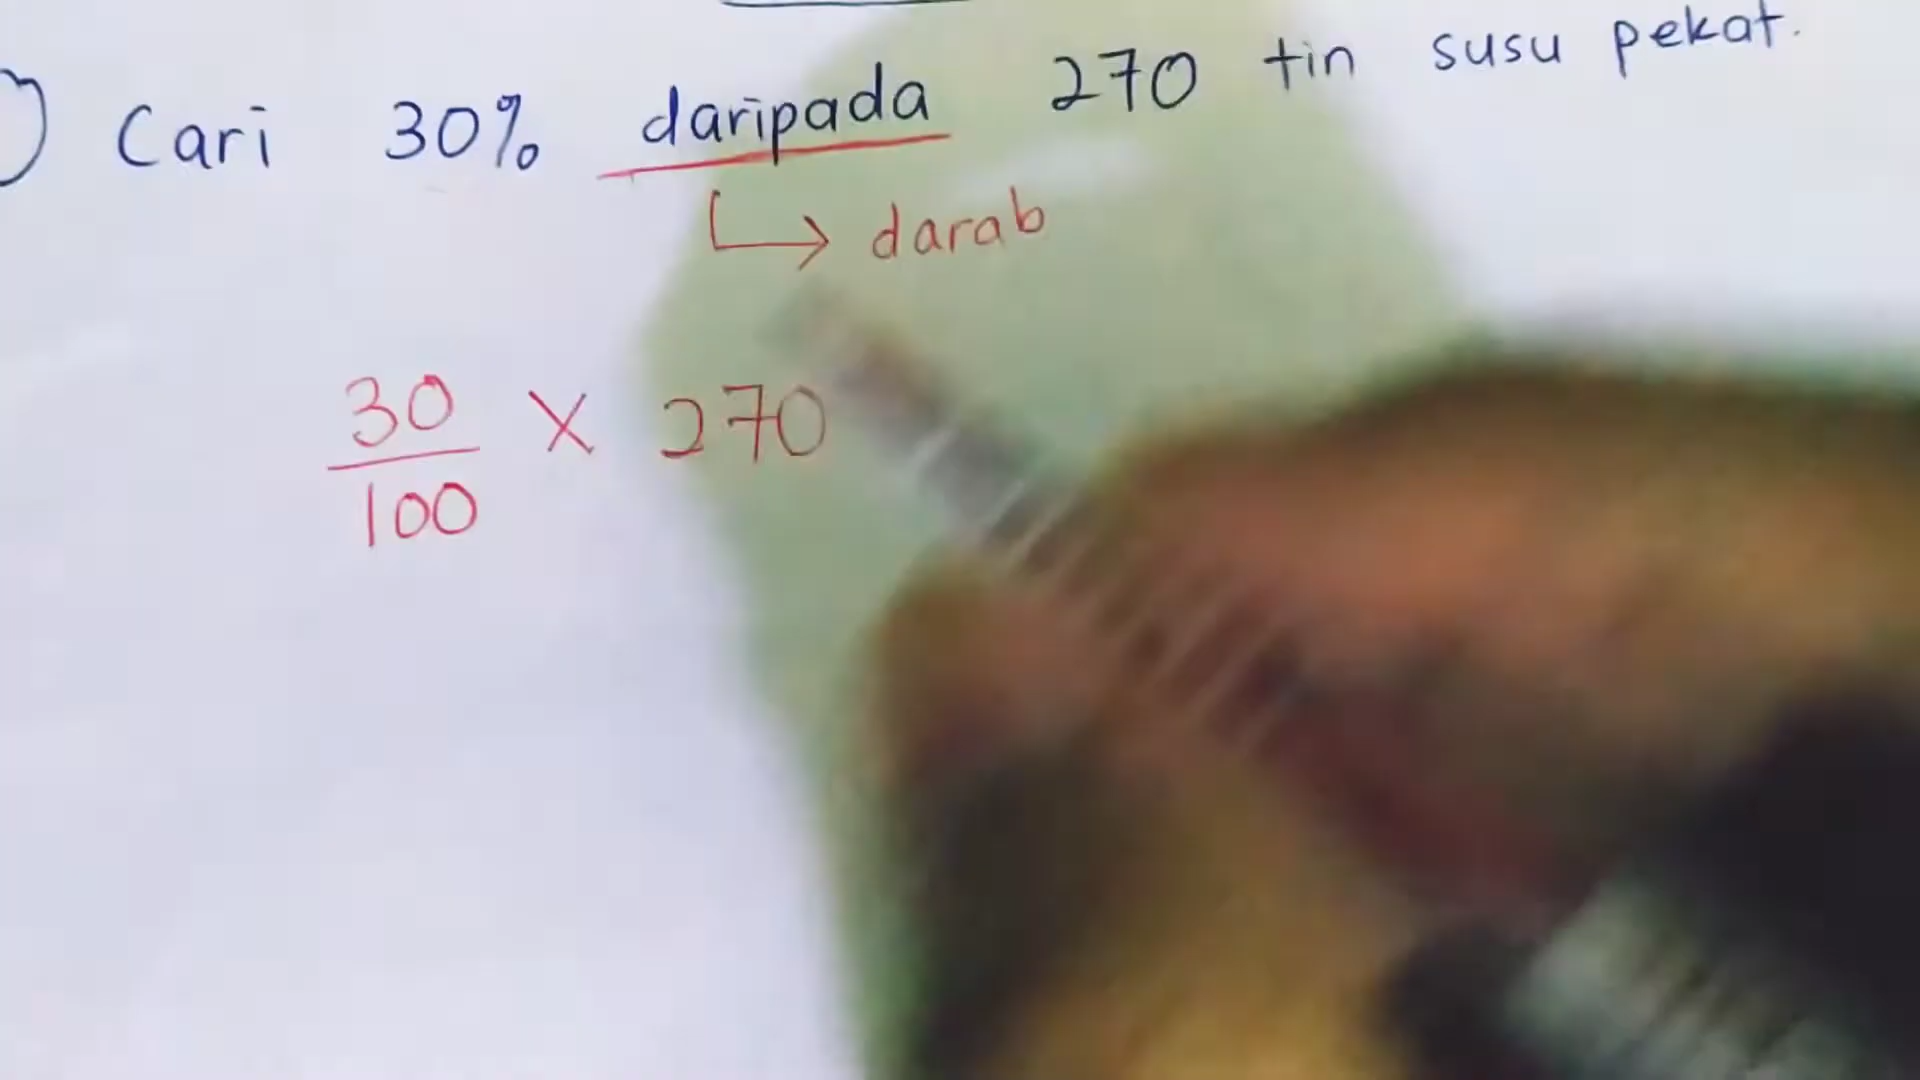 ) Cari 30% daripada 270 tin susu pekat.
↳ darab
30/100 × 270